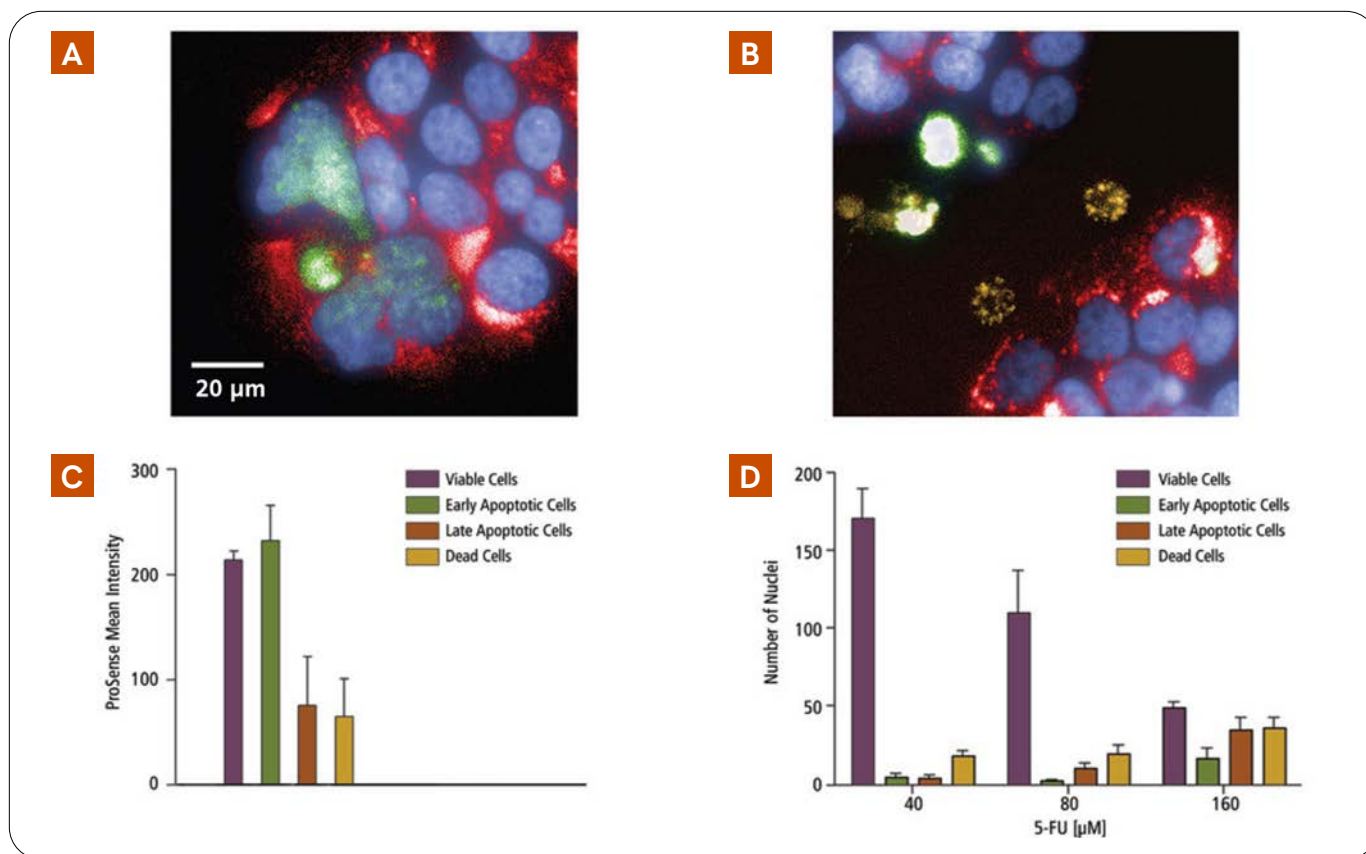 A
B
20 µm
C
ProSense Mean Intensity
300
200
100
0
Viable Cells
Early Apoptotic Cells
Late Apoptotic Cells
Dead Cells
D
Number of Nuclei
200
150
100
50
0
Viable Cells
Early Apoptotic Cells
Late Apoptotic Cells
Dead Cells
40 80 160
5-FU [µM]